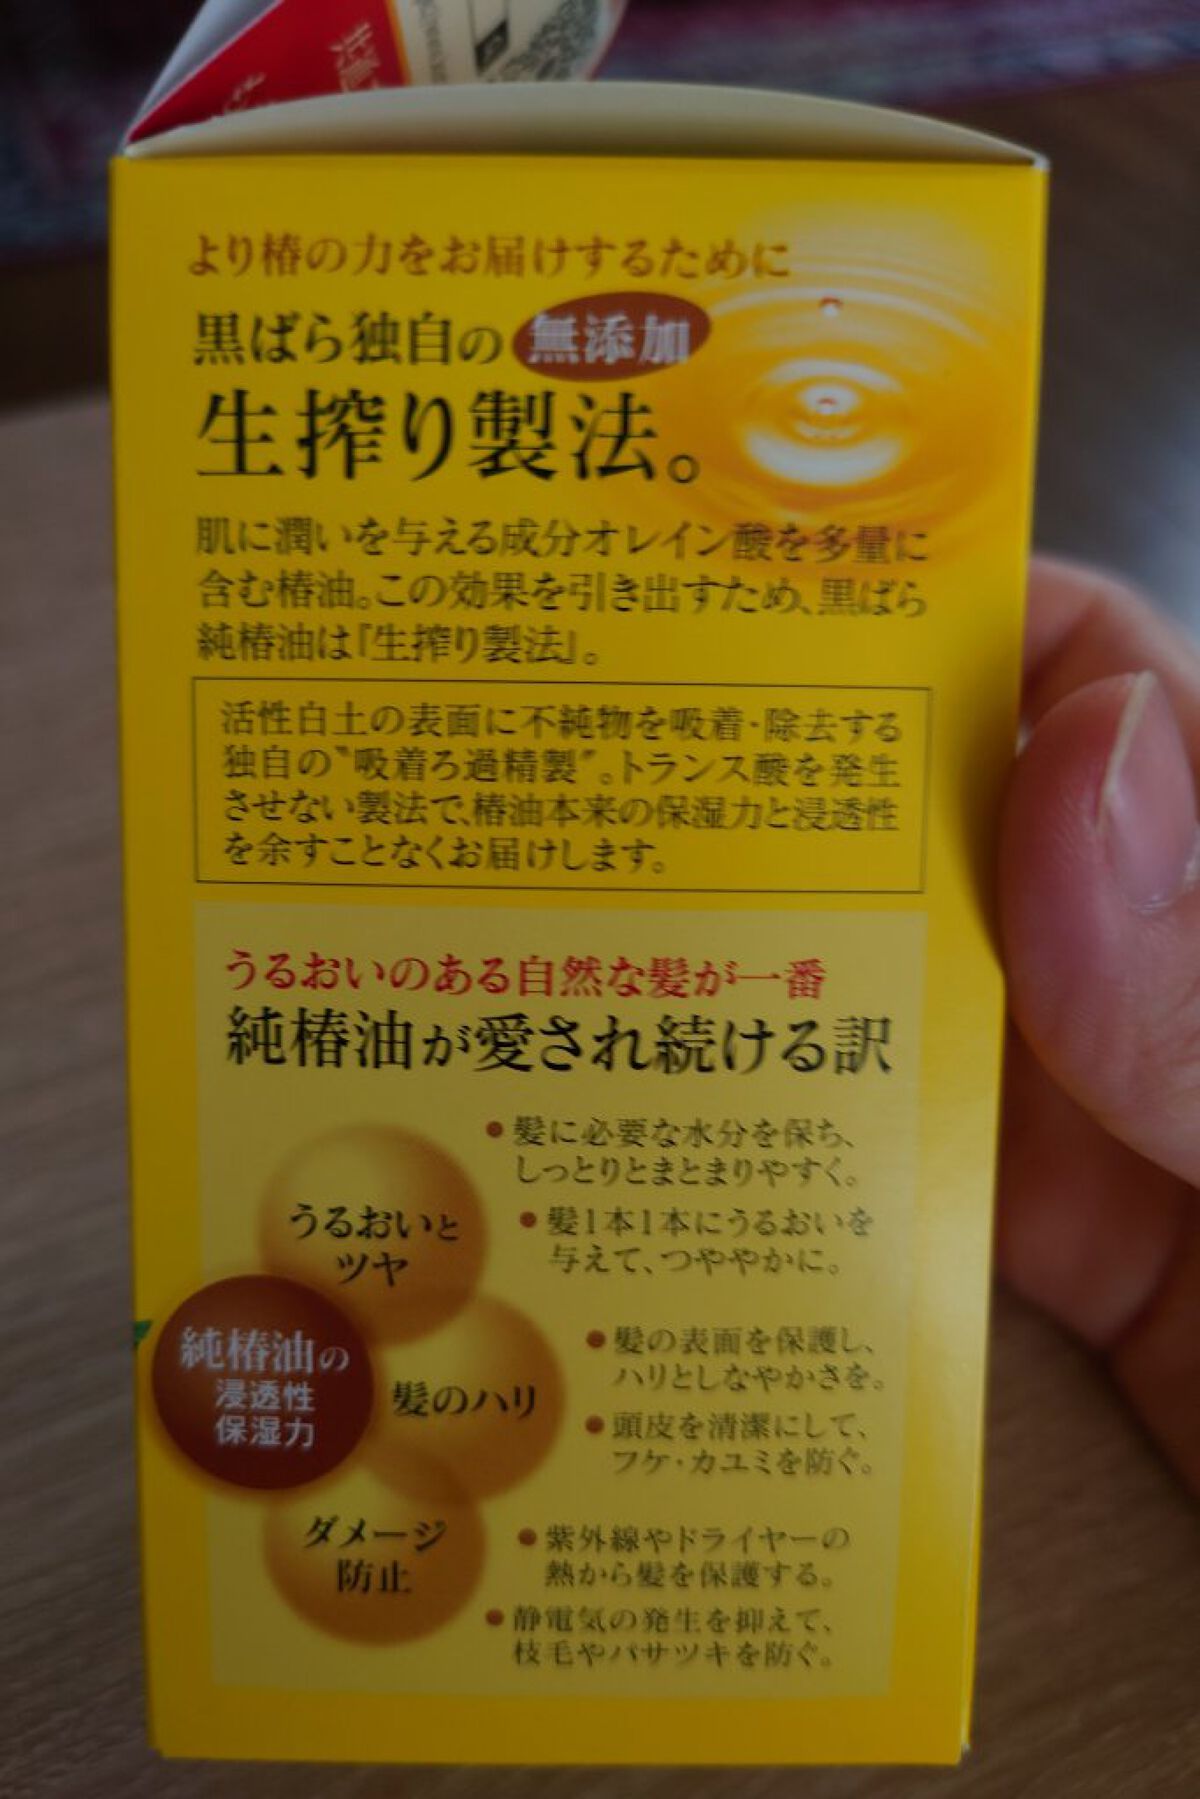 より椿の力をお届けするために
黒ばら独自の 無添加
生搾り製法。
肌に潤いを与える成分オレイン酸を多量に
含む椿油。この効果を引き出すため、黒ばら
純椿油は『生搾り製法』。
活性白土の表面に不純物を吸着・除去する
独自の〝吸着ろ過精製〟。トランス酸を発生
させない製法で、椿油本来の保湿力と浸透性
を余すことなくお届けします。
うるおいのある自然な髪が一番
純椿油が愛され続ける訳
純椿油の
浸透性
保湿力
うるおいと
ツヤ
●髪に必要な水分を保ち、
しっとりとまとまりやすく。
●髪1本1本にうるおいを
与えて、つややかに。
髪のハリ
●髪の表面を保護し、
ハリとしなやかさを。
●頭皮を清潔にして、
フケ・カユミを防ぐ。
ダメージ
防止
●紫外線やドライヤーの
熱から髪を保護する。
●静電気の発生を抑えて、
枝毛やパサツキを防ぐ。